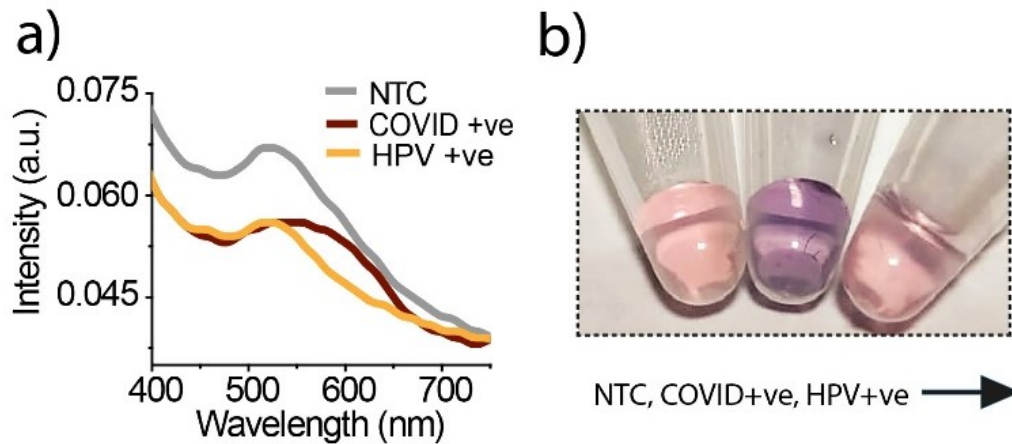 a)
0.075
0.060
0.045
Intensity (a.u.)
NTC
COVID +ve
HPV +ve
400 500 600 700
Wavelength (nm)
b)
NTC, COVID+ve, HPV+ve